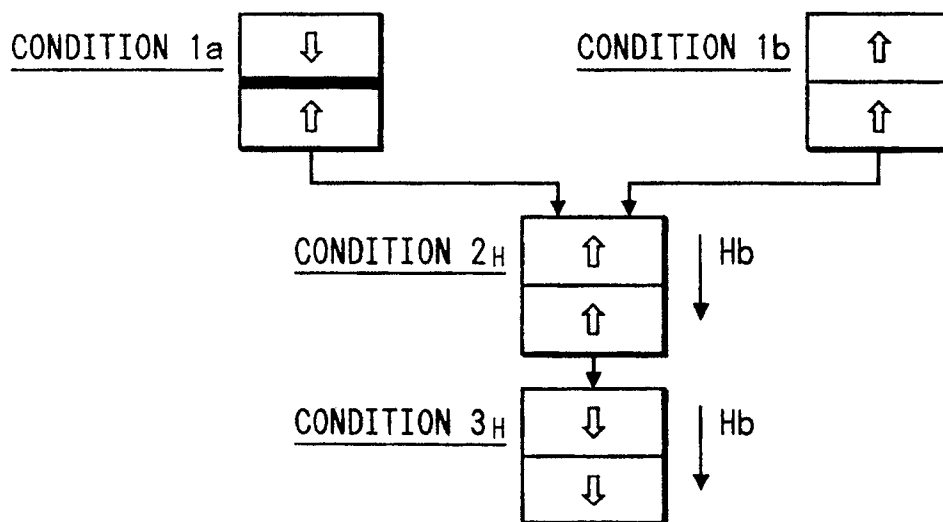 CONDITION 1a
CONDITION 1b
CONDITION 2H
Hb
CONDITION 3H
Hb